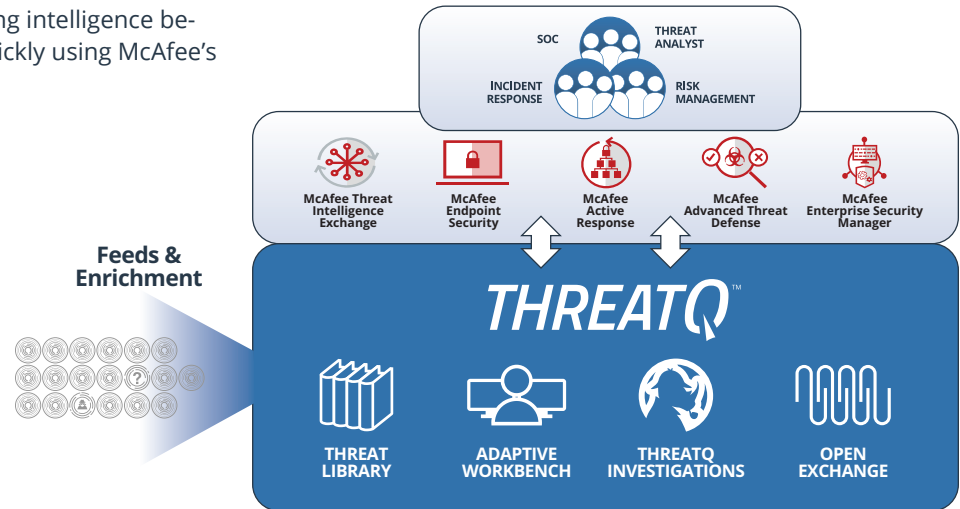 ng intelligence be-
ickly using McAfee's
SOC
THREAT
ANALYST
INCIDENT
RESPONSE
RISK
MANAGEMENT
McAfee Threat
Intelligence
Exchange
McAfee
Endpoint
Security
McAfee
Active
Response
McAfee
Advanced Threat
Defense
McAfee
Enterprise Security
Manager
Feeds &
Enrichment
THREATQ™
?
THREAT
LIBRARY
ADAPTIVE
WORKBENCH
THREATQ
INVESTIGATIONS
OPEN
EXCHANGE